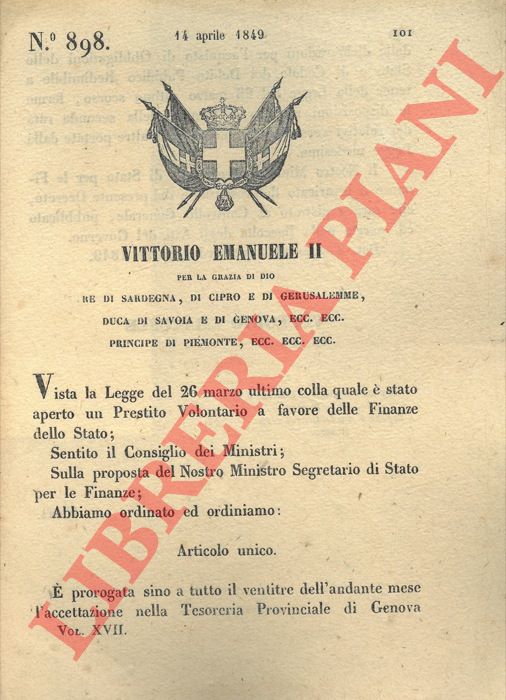 N.º 898.
14 aprile 1849
101
VITTORIO EMANUELE II
PER LA GRAZIA DI DIO
RE DI SARDEGNA, DI CIPRO E DI GERUSALEMME,
DUCA DI SAVOIA E DI GENOVA, ECC. ECC.
PRINCIPE DI PIEMONTE, ECC. ECC. ECC.
Vista la Legge del 26 marzo ultimo colla quale è stato
aperto un Prestito Volontario a favore delle Finanze
dello Stato;
Sentito il Consiglio dei Ministri;
Sulla proposta del Nostro Ministro Segretario di Stato
per le Finanze;
Abbiamo ordinato ed ordiniamo:
Articolo unico.
È prorogata sino a tutto il ventitre dell'andante mese
l'accettazione nella Tesoreria Provinciale di Genova
VOL. XVII.
LIBRERIA PIANI